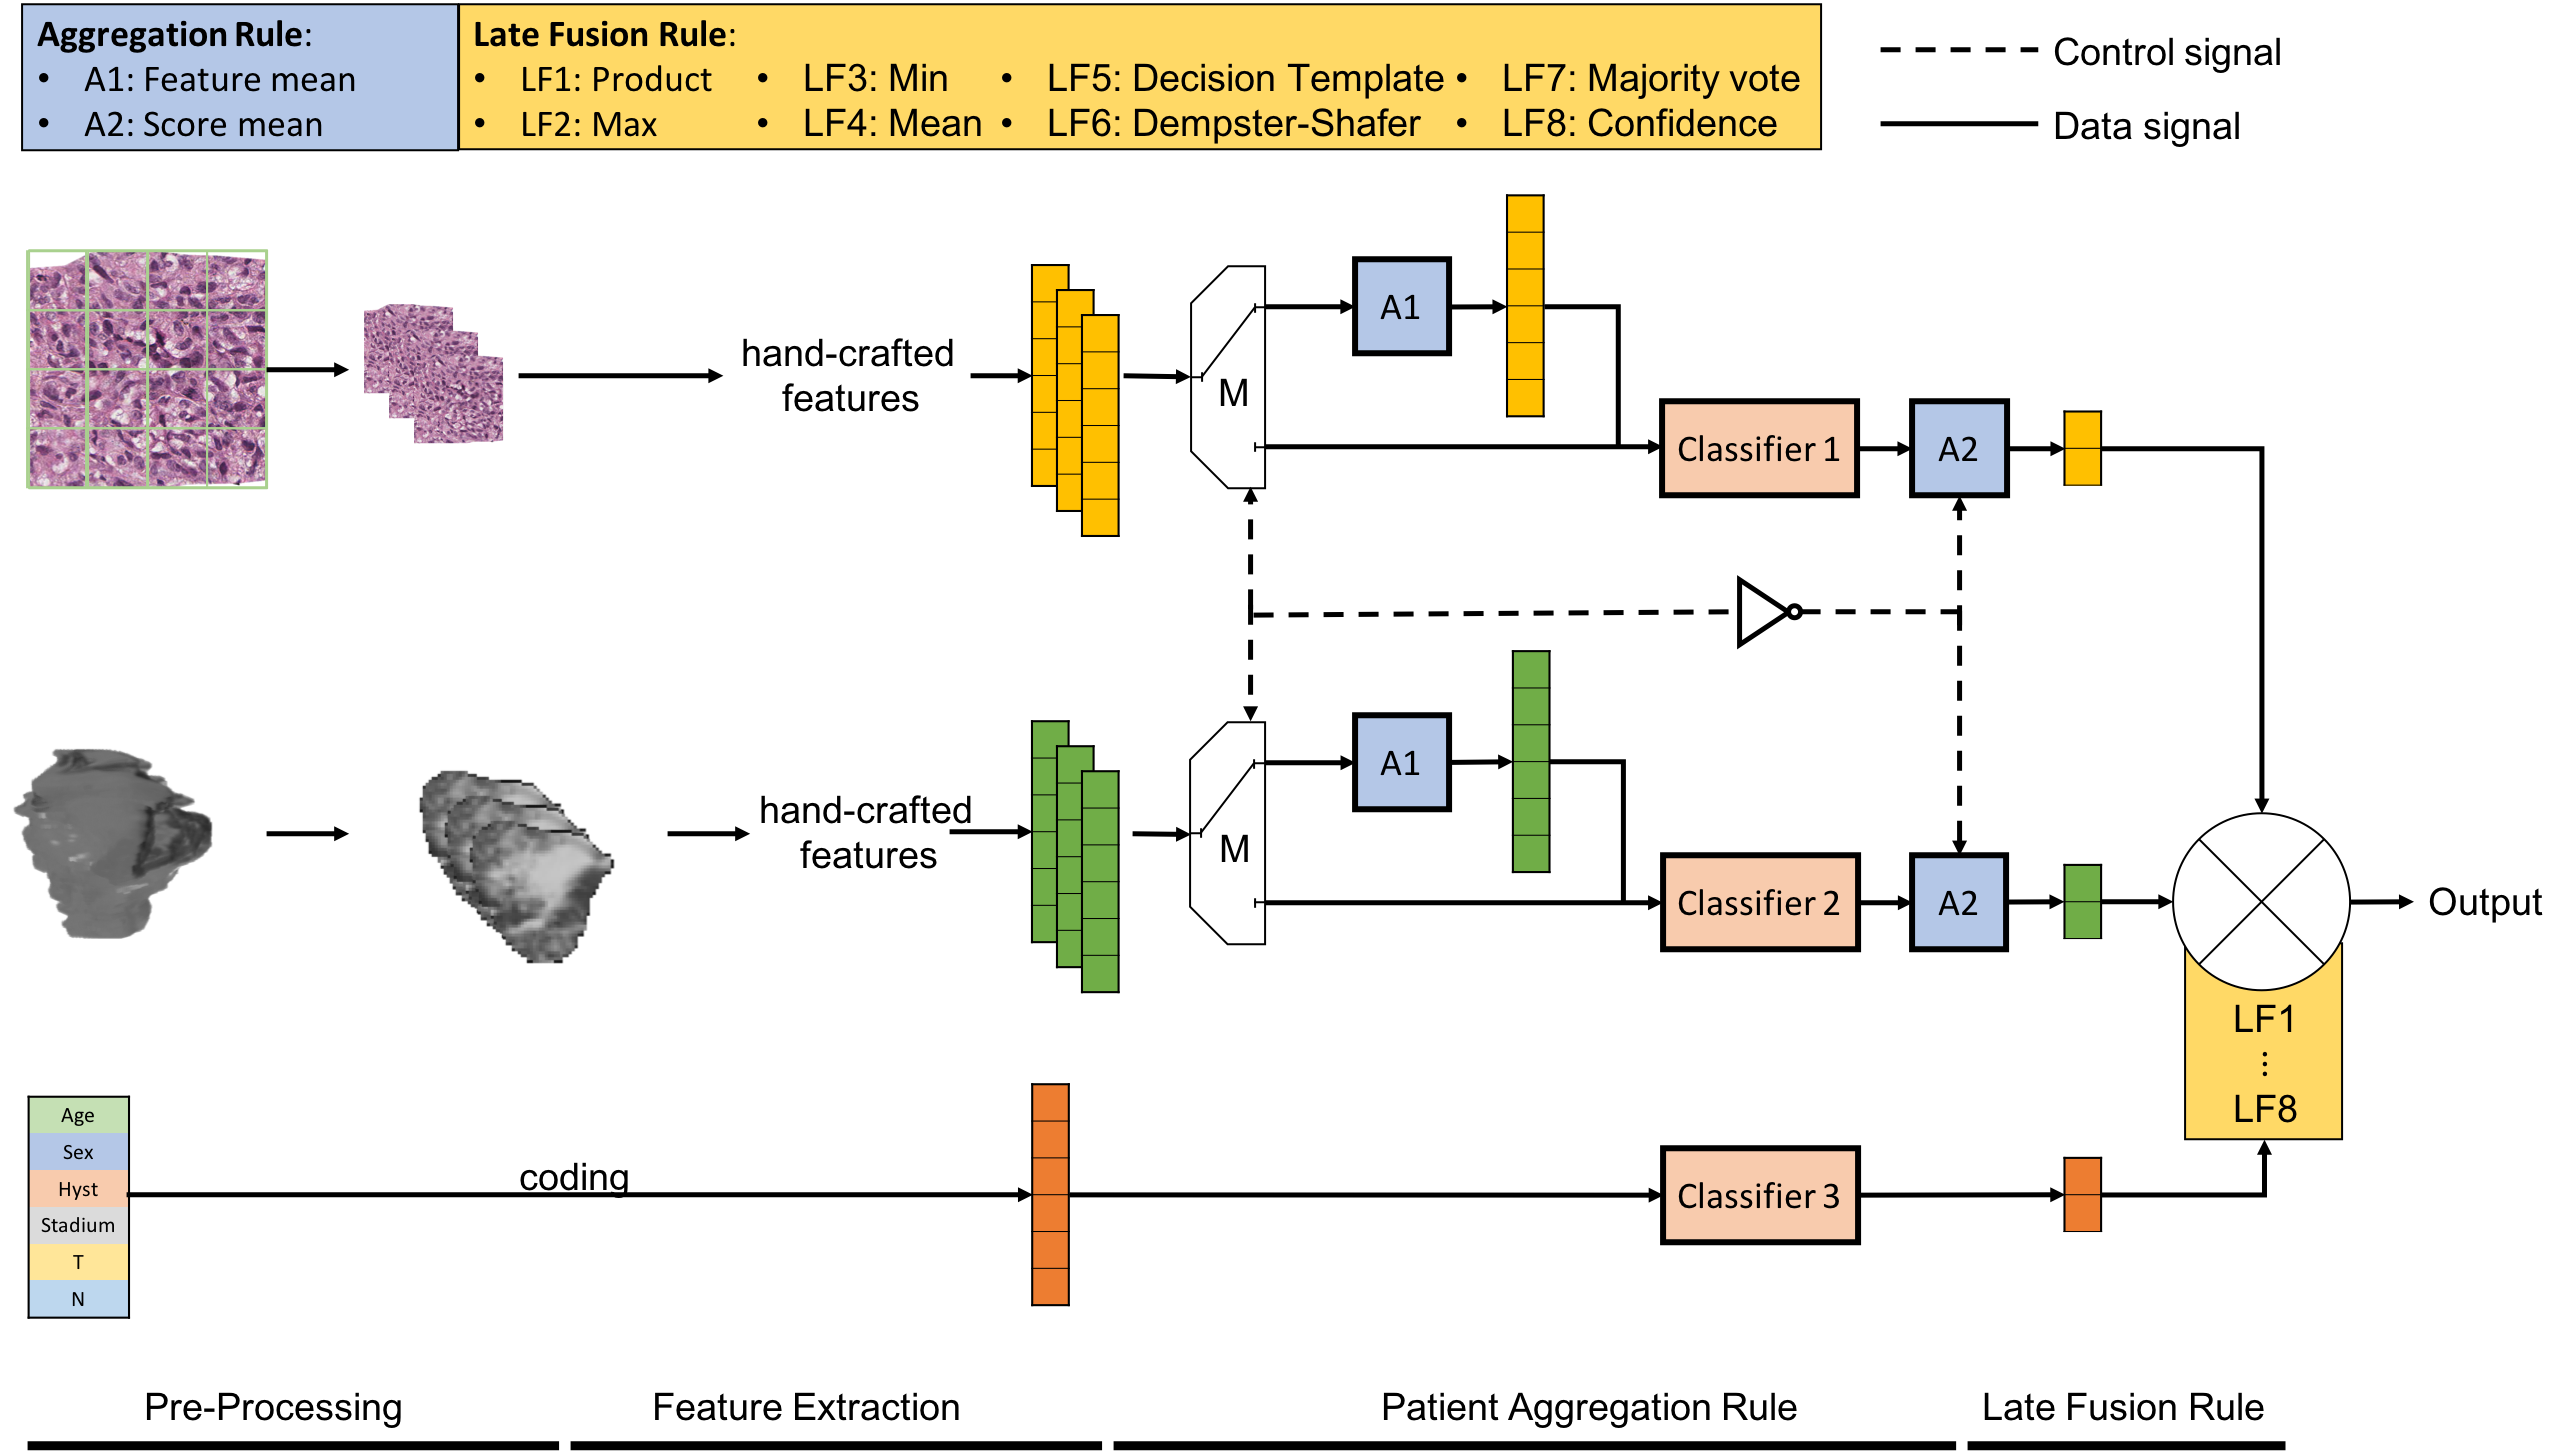 Aggregation Rule:
• A1: Feature mean
• A2: Score mean
Late Fusion Rule:
• LF1: Product • LF3: Min • LF5: Decision Template • LF7: Majority vote
• LF2: Max • LF4: Mean • LF6: Dempster-Shafer • LF8: Confidence
Control signal
Data signal
hand-crafted
features
M
A1
Classifier 1
A2
hand-crafted
features
M
A1
Classifier 2
A2
Output
LF1
⋮
LF8
Age
Sex
Hyst
Stadium
T
N
coding
Classifier 3
Pre-Processing
Feature Extraction
Patient Aggregation Rule
Late Fusion Rule